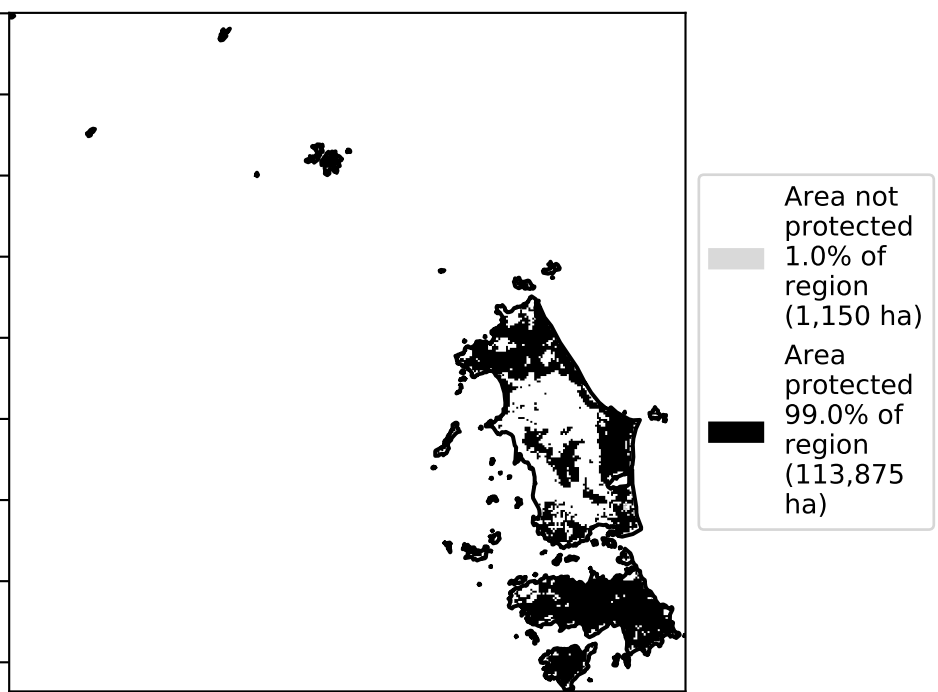 Area not
protected
1.0% of
region
(1,150 ha)
Area
protected
99.0% of
region
(113,875
ha)